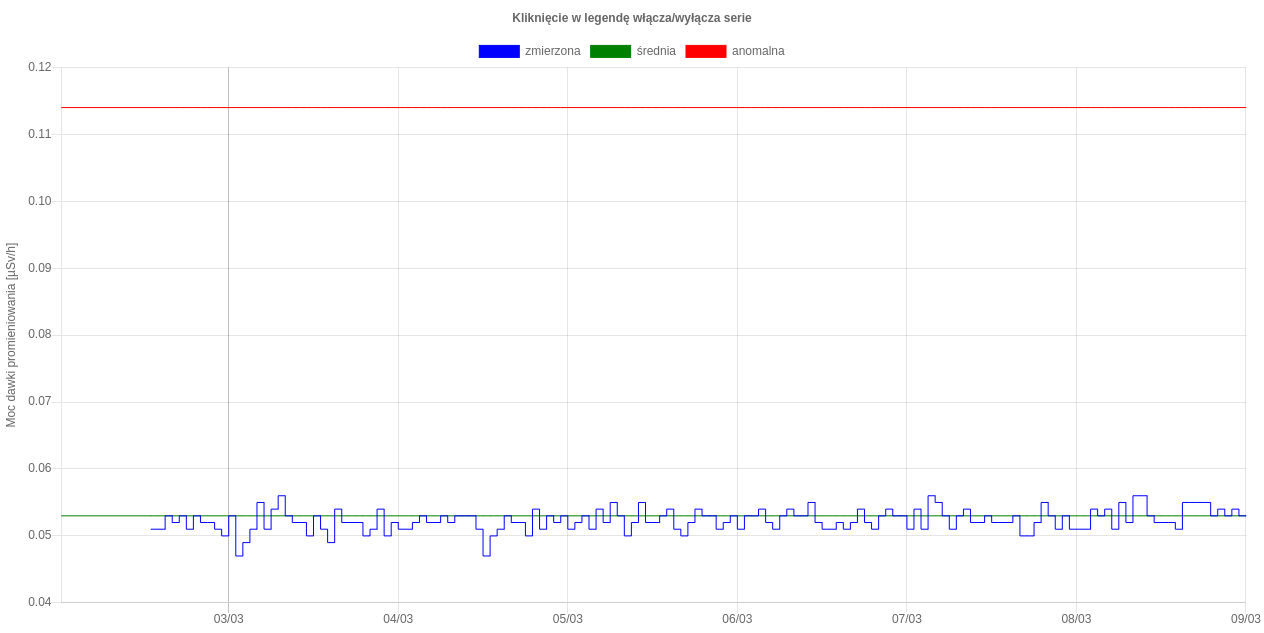 Kliknięcie w legendę włącza/wyłącza serie
zmierzona średnia anomalna
Moc dawki promieniowania [µSv/h]
0.12
0.11
0.10
0.09
0.08
0.07
0.06
0.05
0.04
03/03 04/03 05/03 06/03 07/03 08/03 09/03